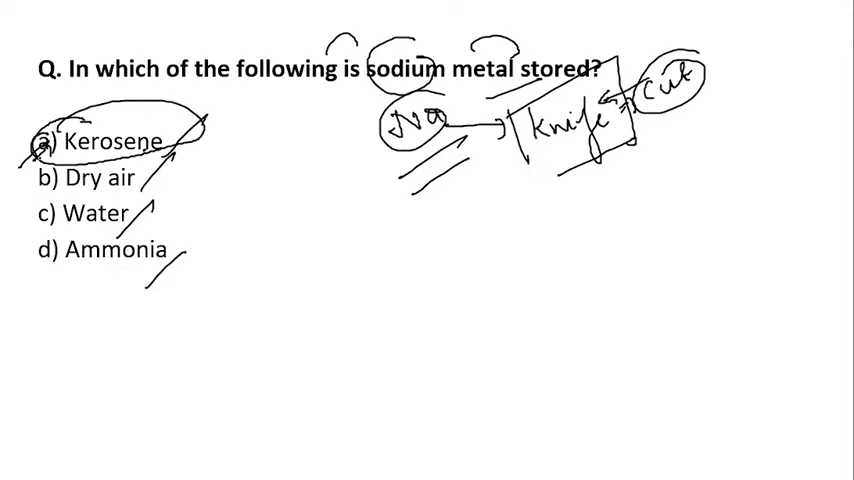 Q. In which of the following is sodium metal stored?
Na knife cut
a) Kerosene
b) Dry air
c) Water
d) Ammonia